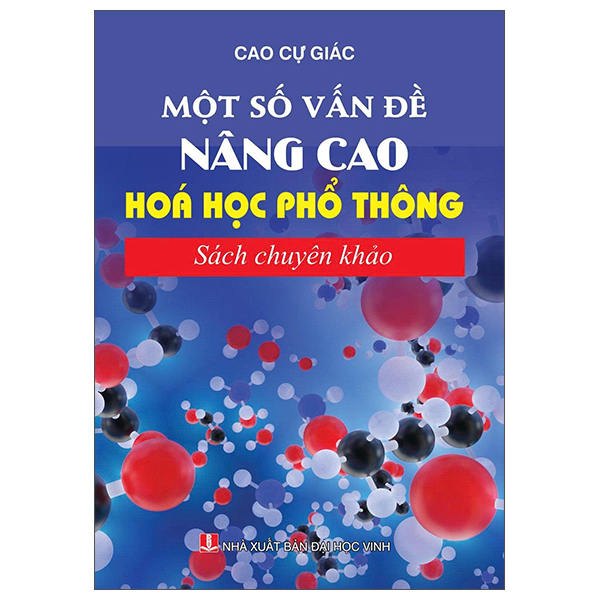 CAO CỰ GIÁC
MỘT SỐ VẤN ĐỀ
NÂNG CAO
HOÁ HỌC PHỔ THÔNG
Sách chuyên khảo
NHÀ XUẤT BẢN ĐẠI HỌC VINH